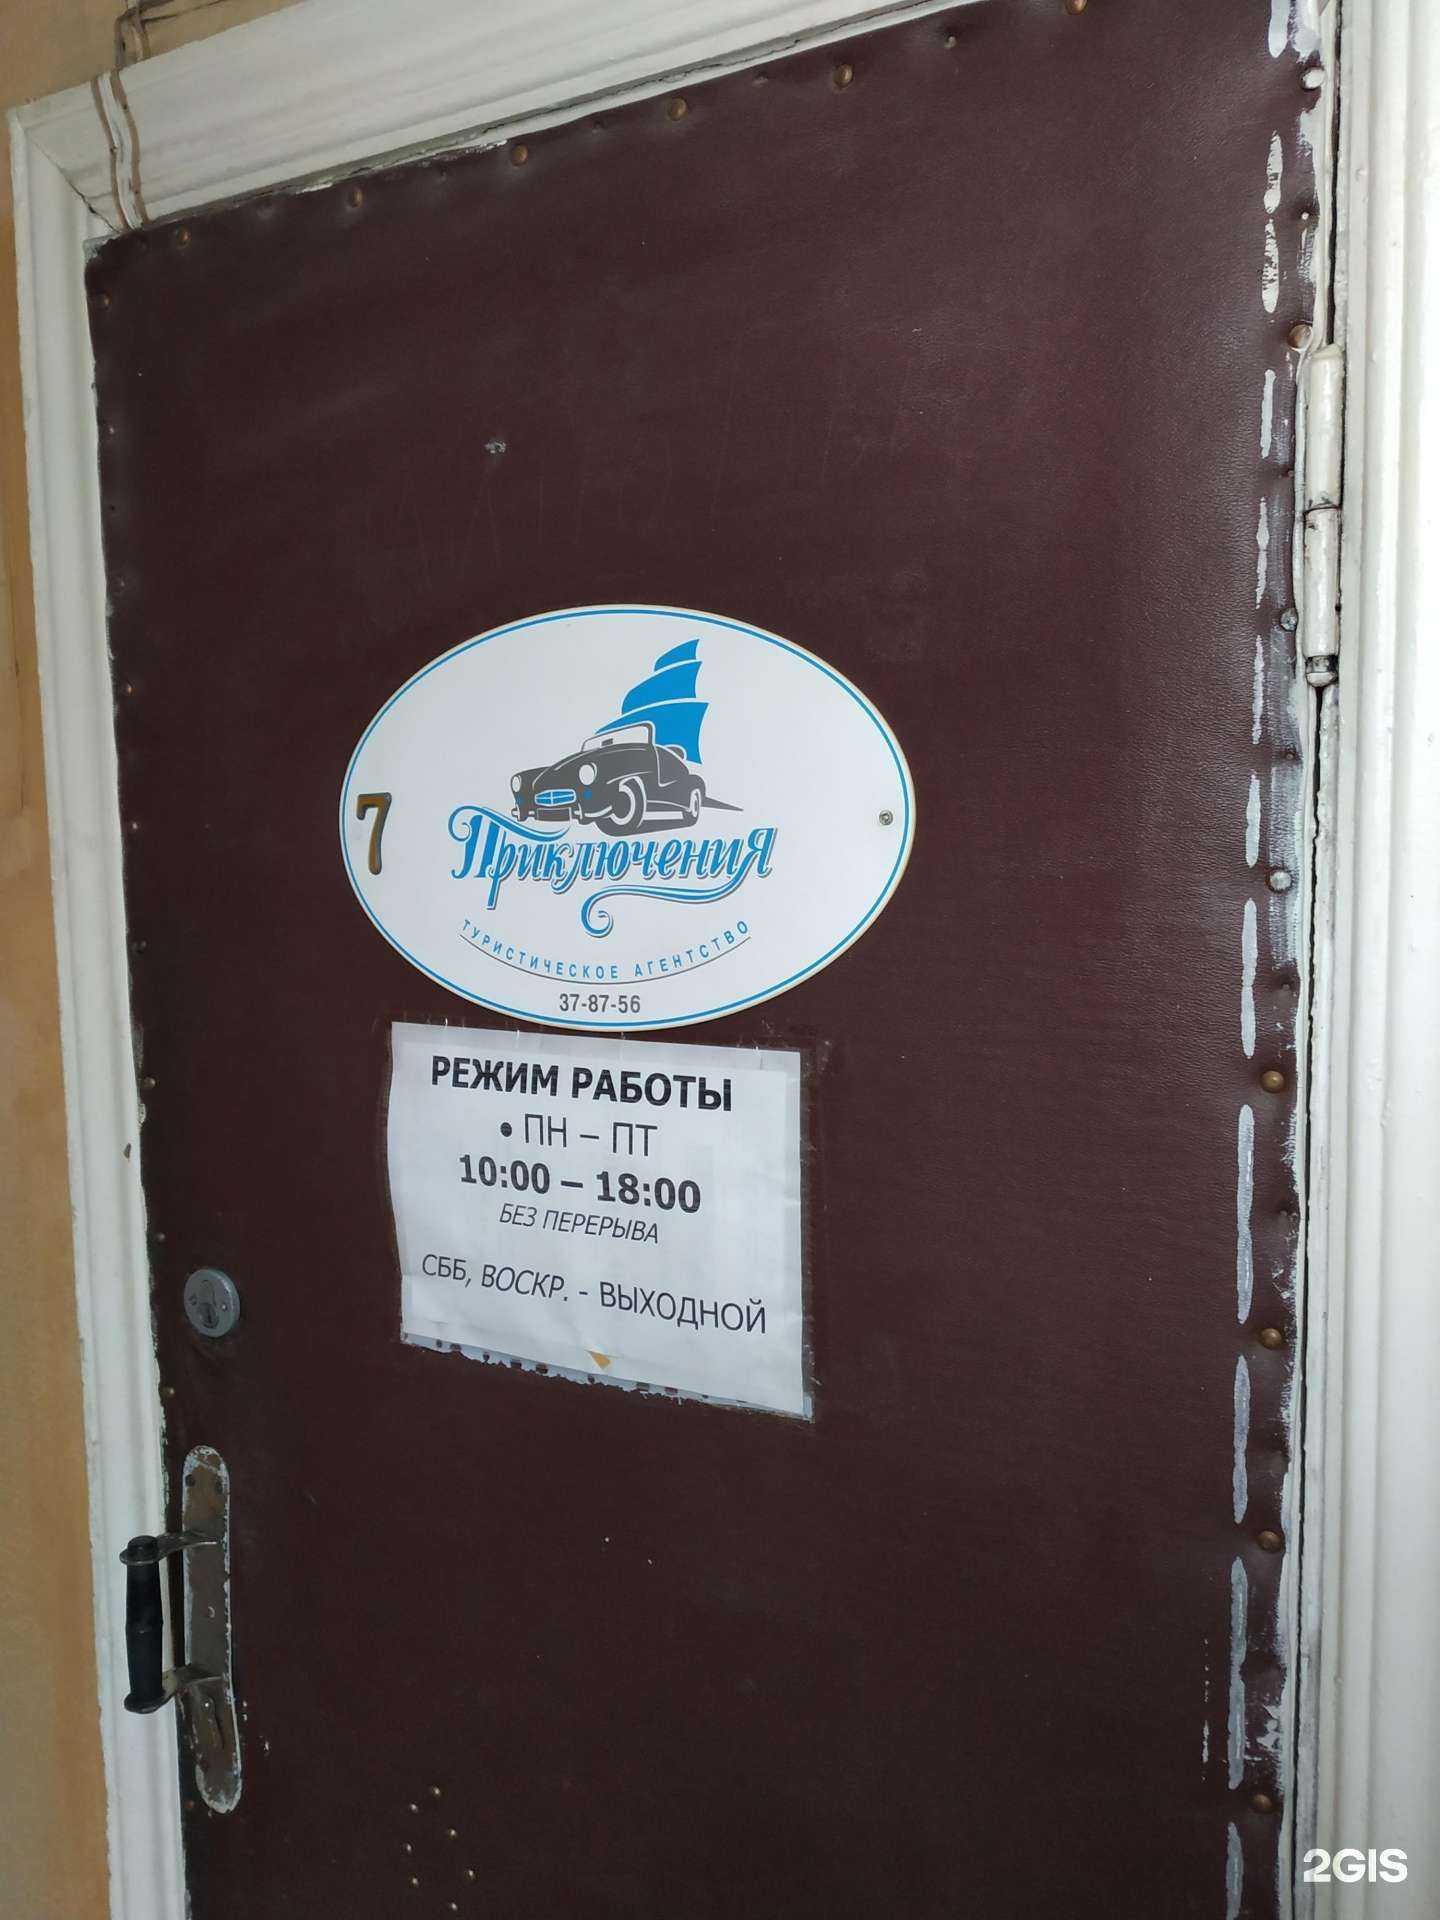 7
Приключения
ТУРИСТИЧЕСКОЕ АГЕНТСТВО
37-87-56
РЕЖИМ РАБОТЫ
• ПН – ПТ
10:00 – 18:00
БЕЗ ПЕРЕРЫВА
СББ, ВОСКР. - ВЫХОДНОЙ
2GIS